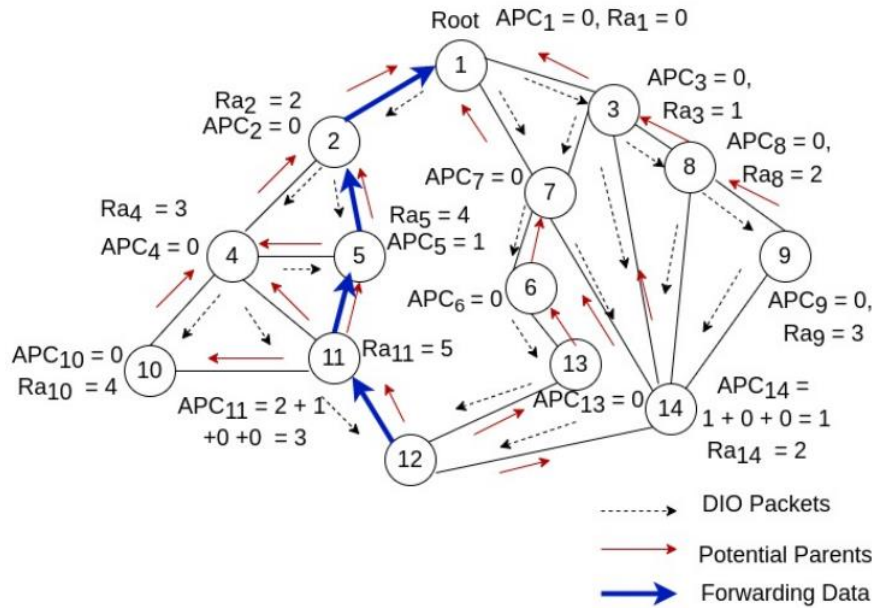 Root APC₁ = 0, Ra₁ = 0
1
APC₃ = 0,
Ra₃ = 1
3
Ra₂ = 2
APC₂ = 0
2
APC₈ = 0,
Ra₈ = 2
8
APC₇ = 0
7
Ra₄ = 3
APC₄ = 0
4
Ra₅ = 4
APC₅ = 1
5
9
APC₉ = 0,
Ra₉ = 3
APC₆ = 0
6
APC₁₀ = 0
Ra₁₀ = 4
10
11
Ra₁₁ = 5
APC₁₁ = 2 + 1
+0 +0 = 3
13
APC₁₃ = 0
14
APC₁₄ =
1 + 0 + 0 = 1
Ra₁₄ = 2
12
DIO Packets
Potential Parents
Forwarding Data